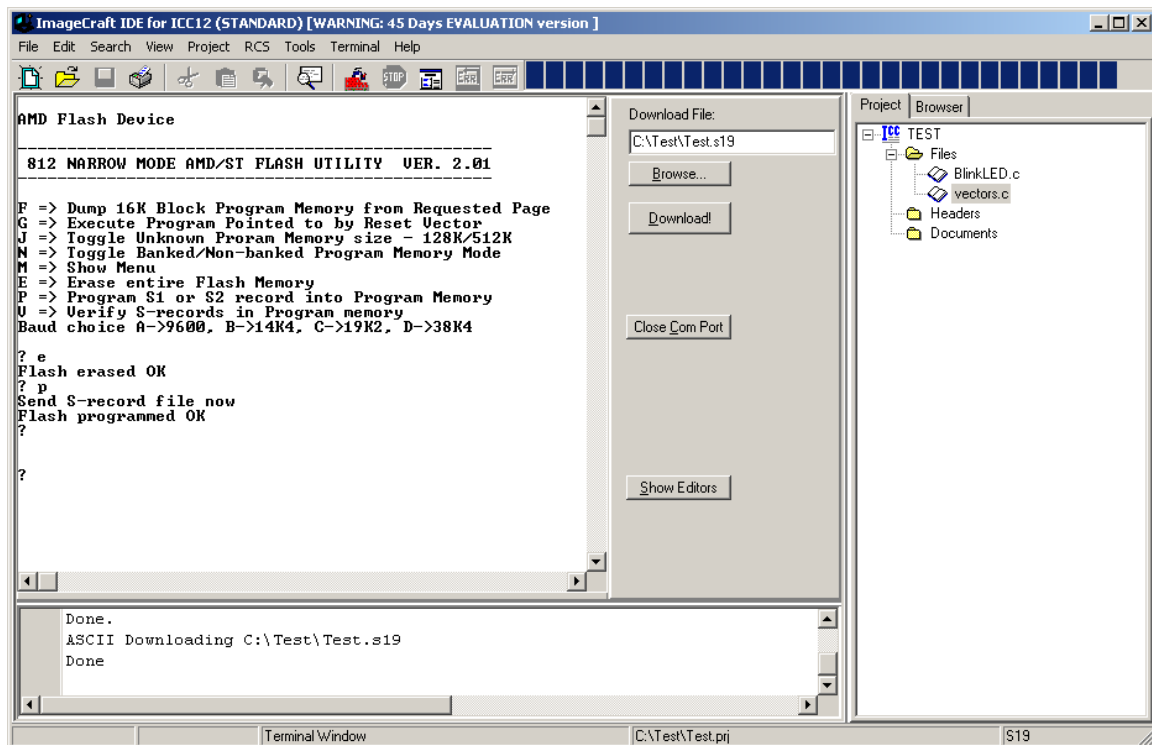 ImageCraft IDE for ICC12 (STANDARD) [WARNING: 45 Days EVALUATION version ]
File Edit Search View Project RCS Tools Terminal Help
STOP ERR ERR
AMD Flash Device
812 NARROW MODE AMD/ST FLASH UTILITY VER. 2.01
F => Dump 16K Block Program Memory from Requested Page
G => Execute Program Pointed to by Reset Vector
J => Toggle Unknown Proram Memory size - 128K/512K
N => Toggle Banked/Non-banked Program Memory Mode
M => Show Menu
E => Erase entire Flash Memory
P => Program S1 or S2 record into Program Memory
V => Verify S-records in Program memory
Baud choice A->9600, B->14K4, C->19K2, D->38K4
? e
Flash erased OK
? p
Send S-record file now
Flash programmed OK
?
?
Download File:
C:\Test\Test.s19
Browse...
Download!
Close Com Port
Show Editors
Project Browser
ICC TEST
Files
BlinkLED.c
vectors.c
Headers
Documents
Done.
ASCII Downloading C:\Test\Test.s19
Done
Terminal Window C:\Test\Test.prj S19